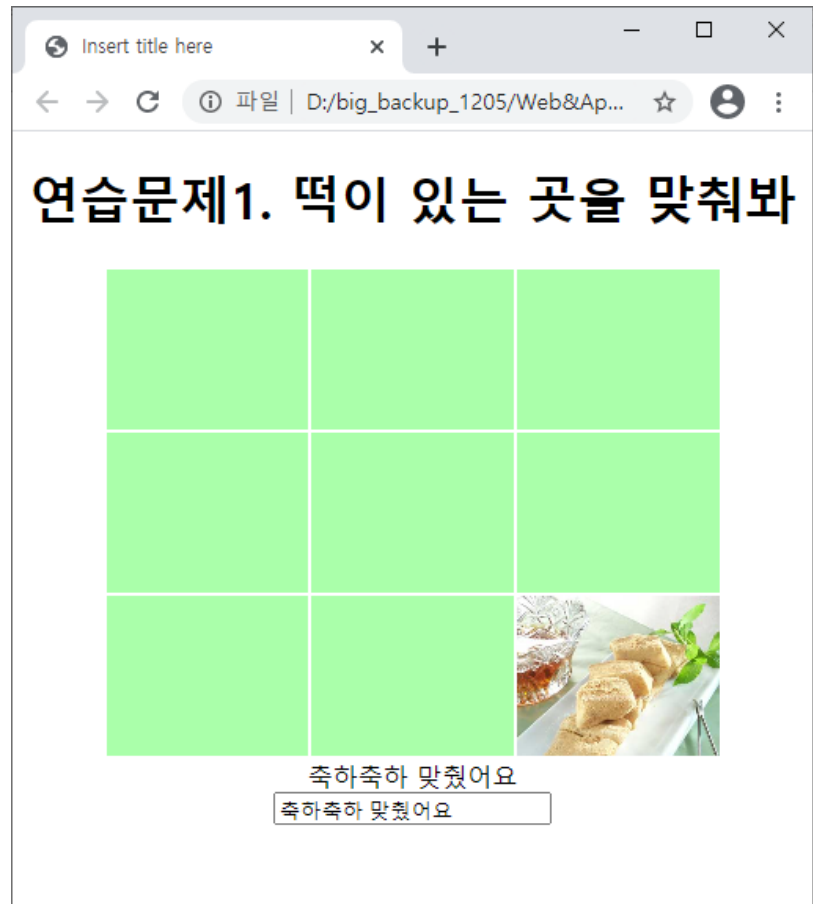 Insert title here
파일 D:/big_backup_1205/Web&Ap...
연습문제1. 떡이 있는 곳을 맞춰봐
축하축하 맞췄어요
축하축하 맞췄어요